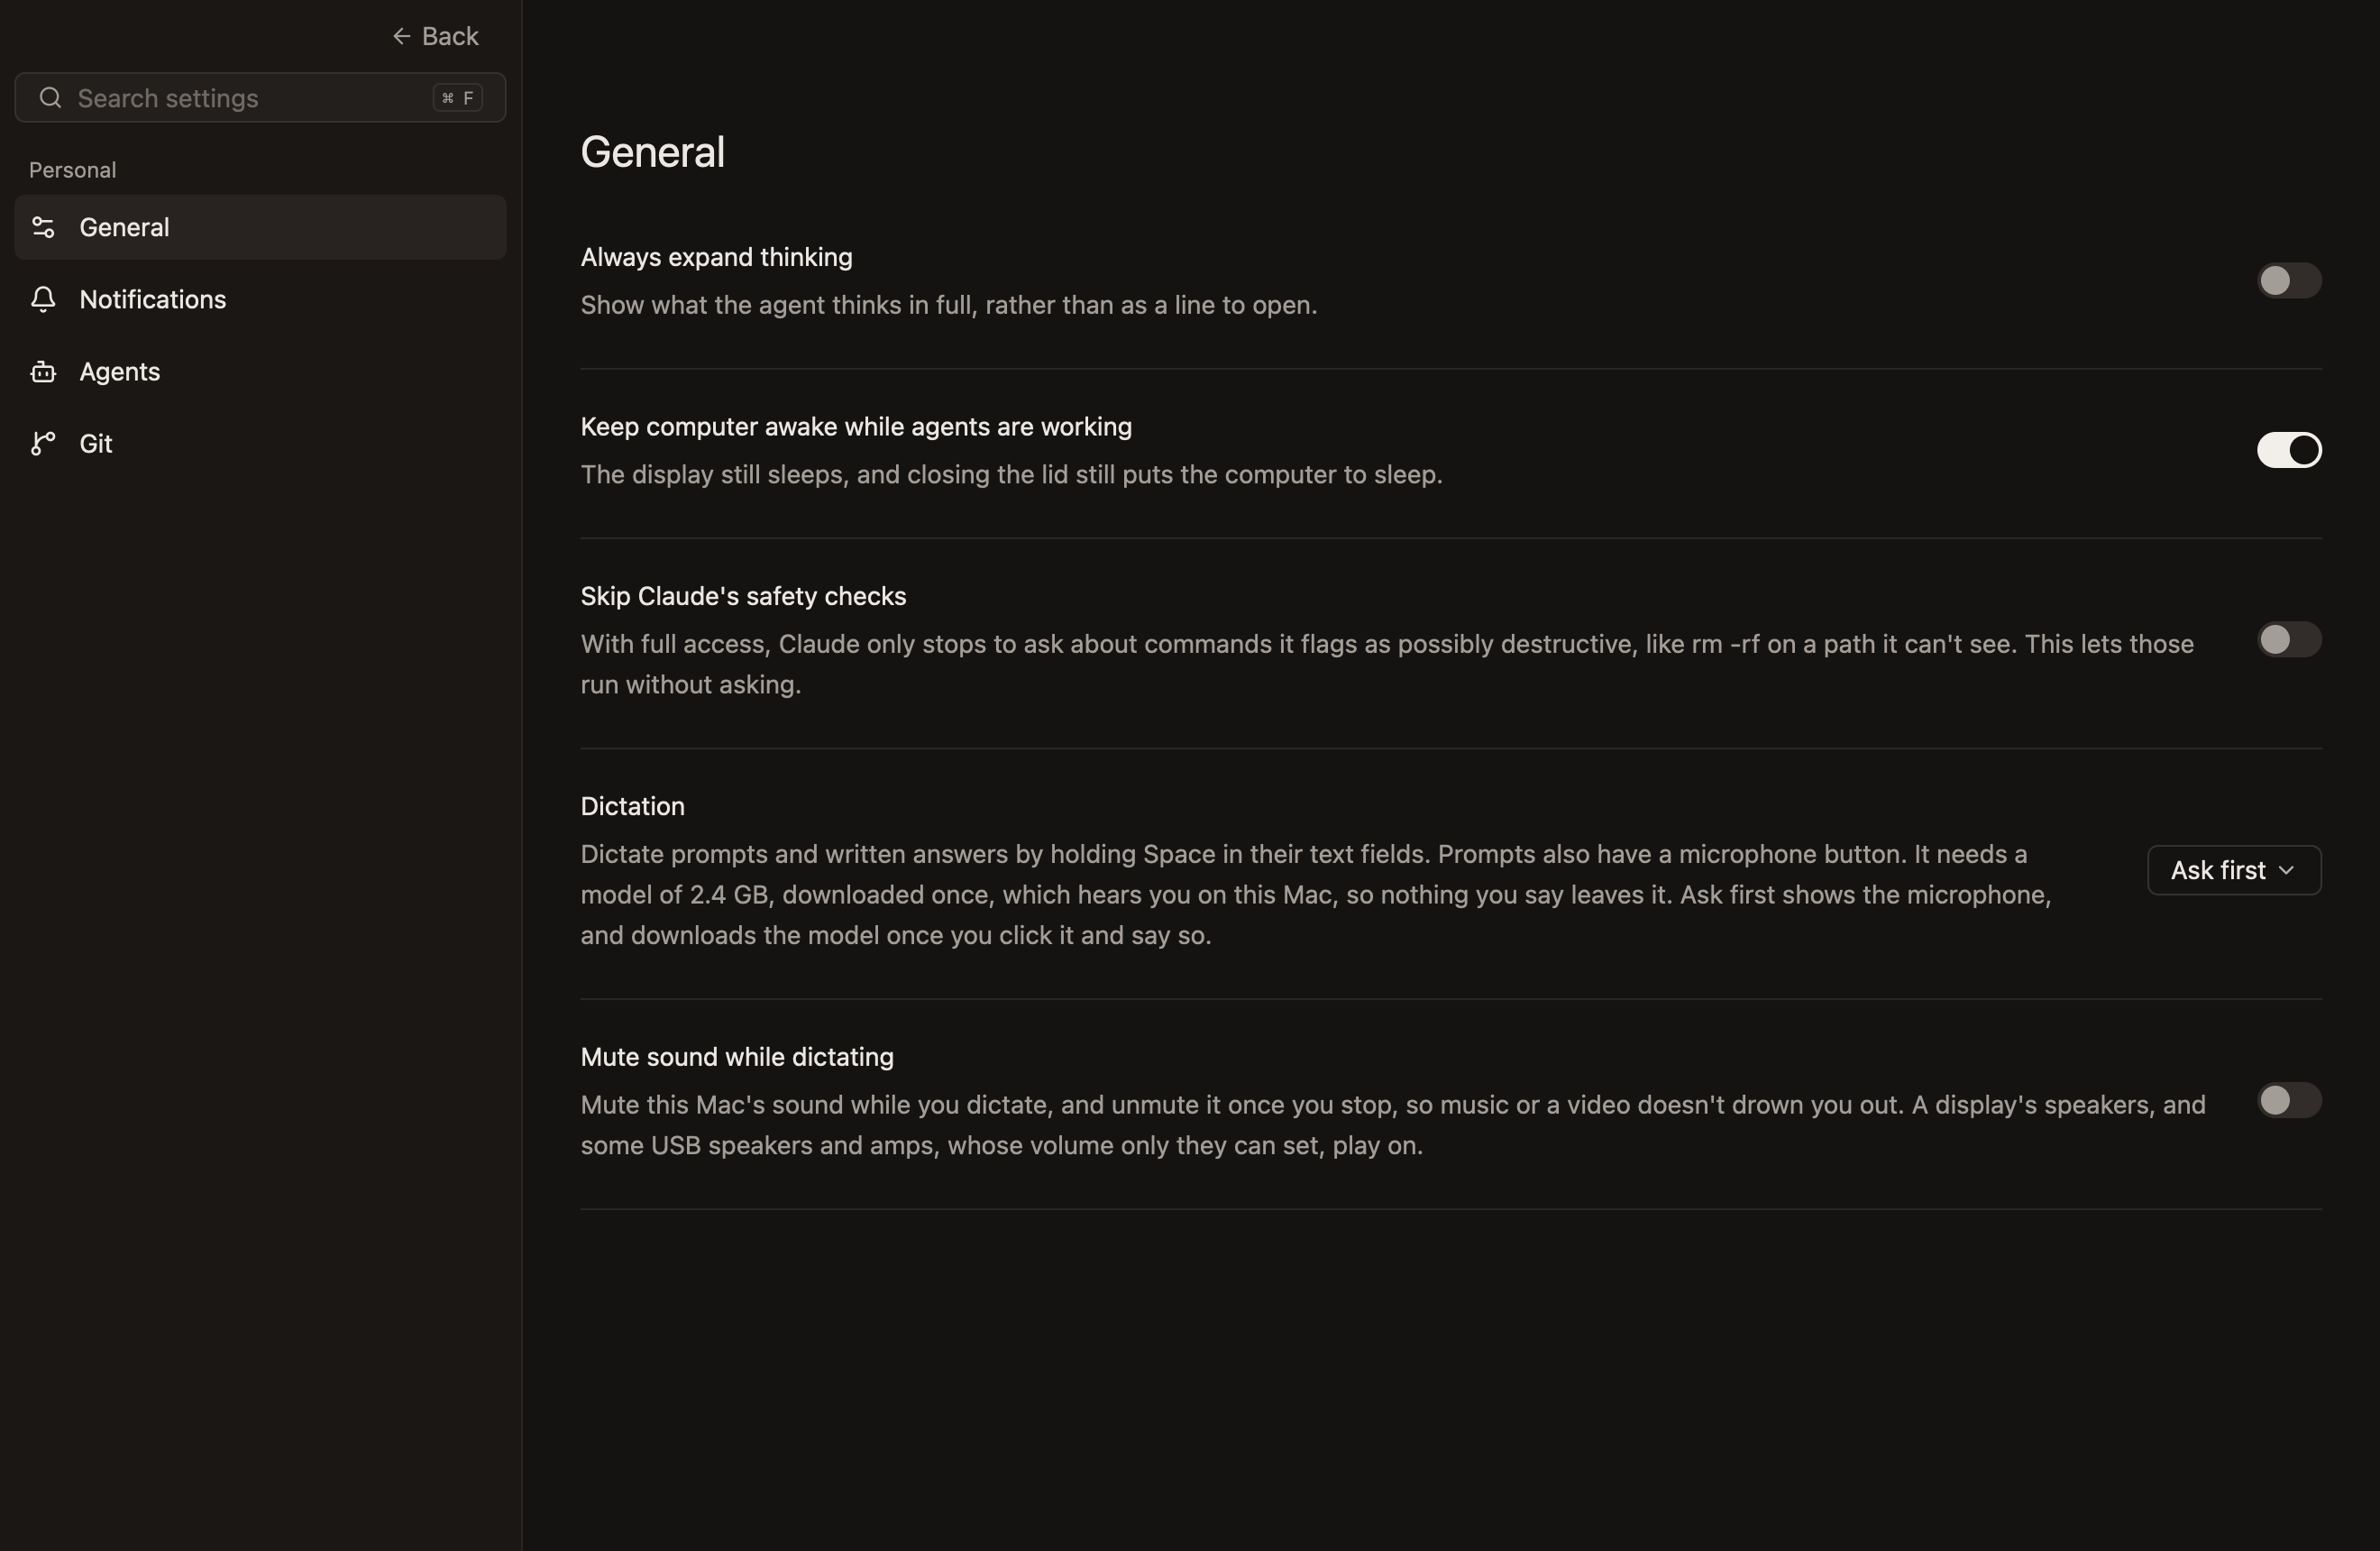 Back
Search settings
⌘ F
Personal
General
Notifications
Agents
Git
General
Always expand thinking
Show what the agent thinks in full, rather than as a line to open.
Keep computer awake while agents are working
The display still sleeps, and closing the lid still puts the computer to sleep.
Skip Claude's safety checks
With full access, Claude only stops to ask about commands it flags as possibly destructive, like rm -rf on a path it can't see. This lets those
run without asking.
Dictation
Dictate prompts and written answers by holding Space in their text fields. Prompts also have a microphone button. It needs a
model of 2.4 GB, downloaded once, which hears you on this Mac, so nothing you say leaves it. Ask first shows the microphone,
and downloads the model once you click it and say so.
Ask first
Mute sound while dictating
Mute this Mac's sound while you dictate, and unmute it once you stop, so music or a video doesn't drown you out. A display's speakers, and
some USB speakers and amps, whose volume only they can set, play on.